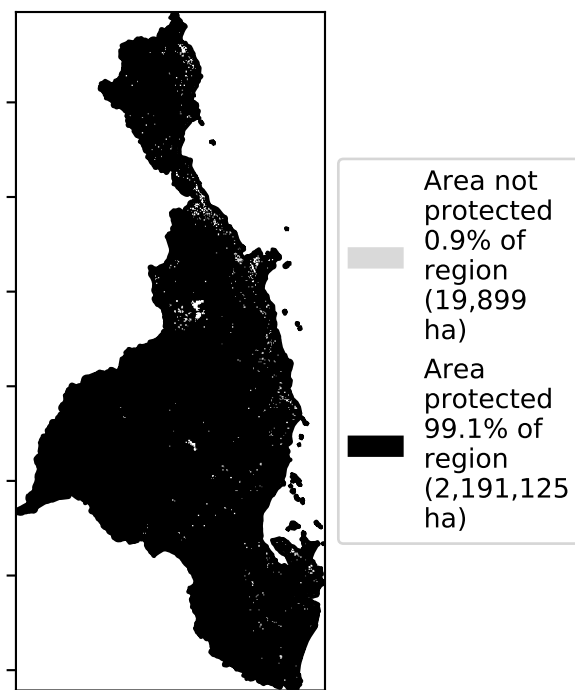 Area not
protected
0.9% of
region
(19,899
ha)
Area
protected
99.1% of
region
(2,191,125
ha)